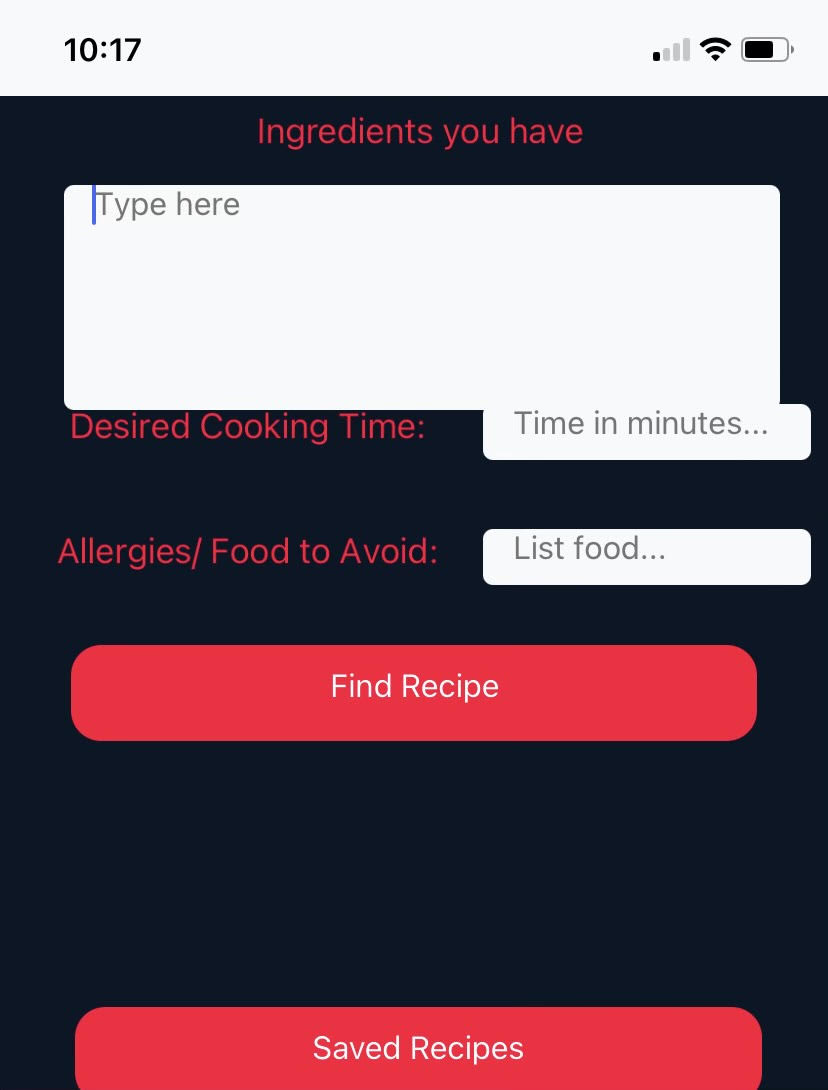 10:17
Ingredients you have
Type here
Desired Cooking Time: Time in minutes...
Allergies/ Food to Avoid: List food...
Find Recipe
Saved Recipes